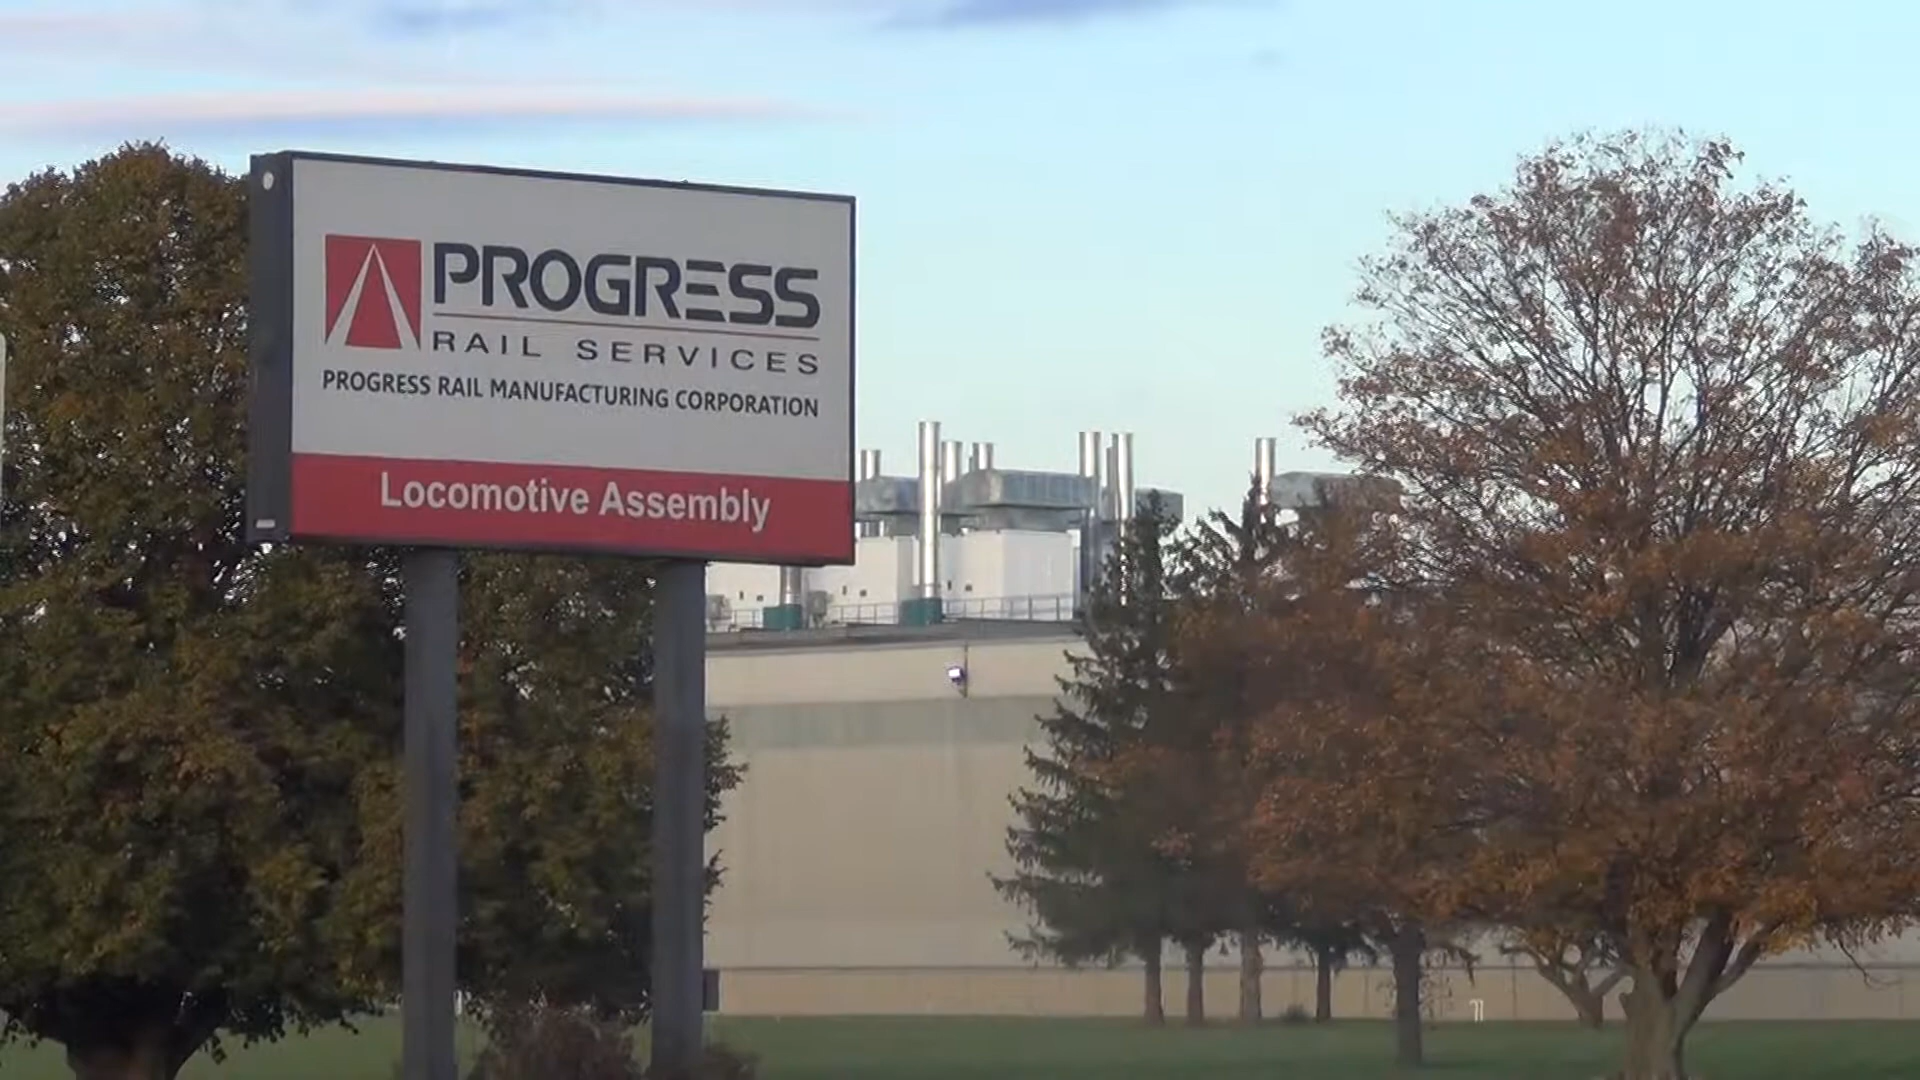 PROGRESS
RAIL SERVICES
PROGRESS RAIL MANUFACTURING CORPORATION
Locomotive Assembly